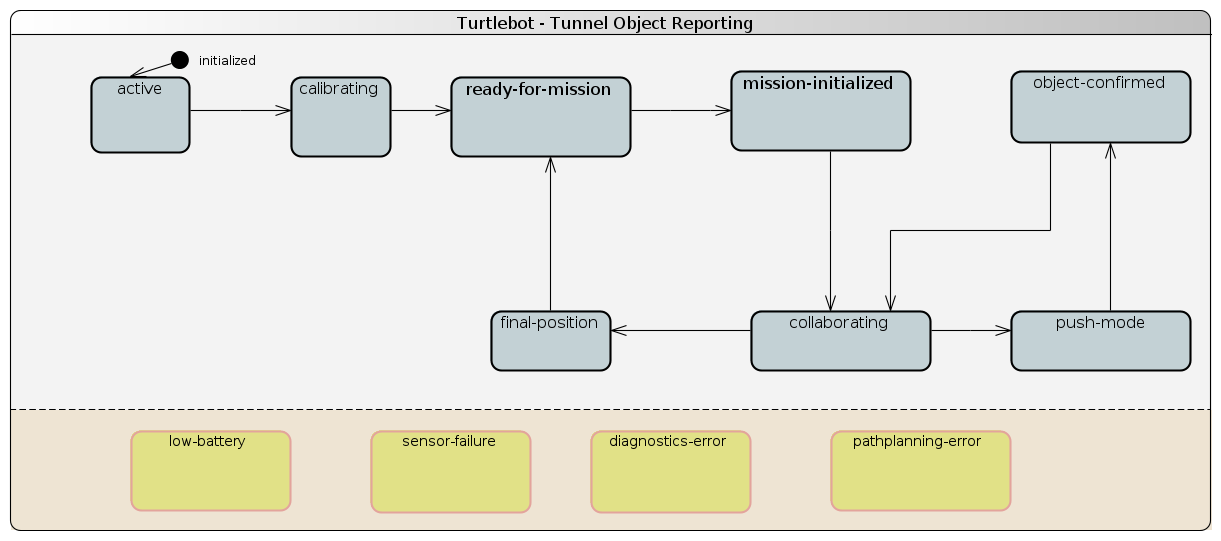 Turtlebot - Tunnel Object Reporting
initialized
active
calibrating
ready-for-mission
mission-initialized
object-confirmed
final-position
collaborating
push-mode
low-battery
sensor-failure
diagnostics-error
pathplanning-error